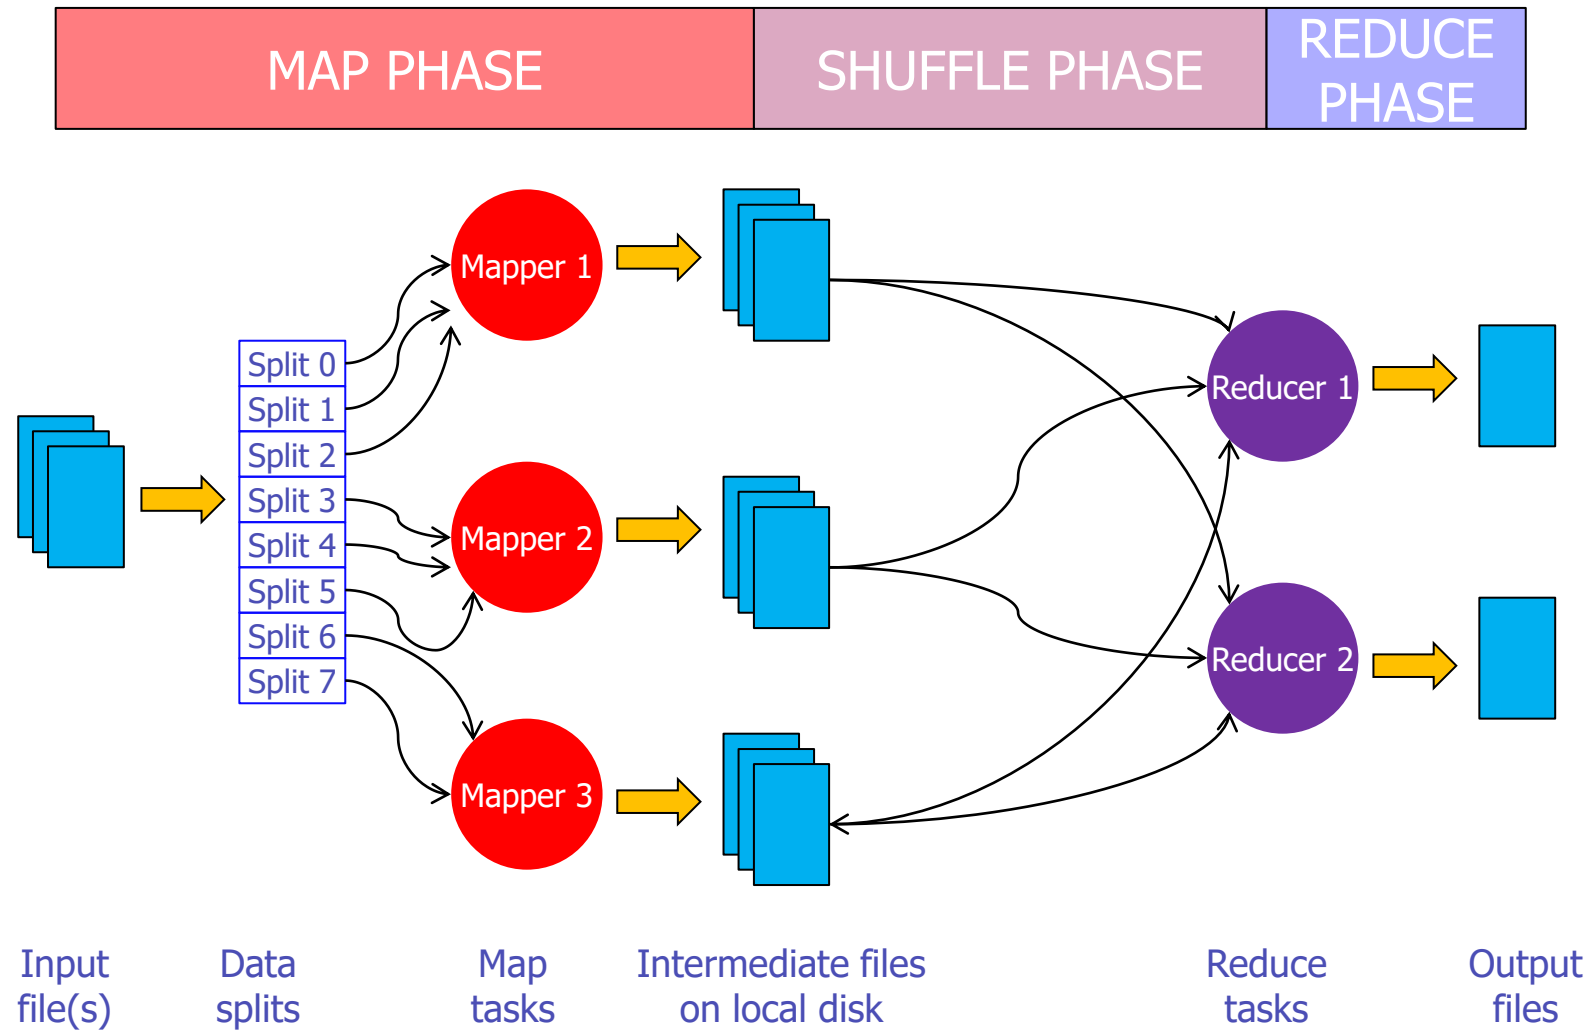 MAP PHASE
SHUFFLE PHASE
REDUCE
PHASE
Mapper 1
Split 0
Split 1
Split 2
Split 3
Split 4
Split 5
Split 6
Split 7
Mapper 2
Mapper 3
Reducer 1
Reducer 2
Input
file(s)
Data
splits
Map
tasks
Intermediate files
on local disk
Reduce
tasks
Output
files